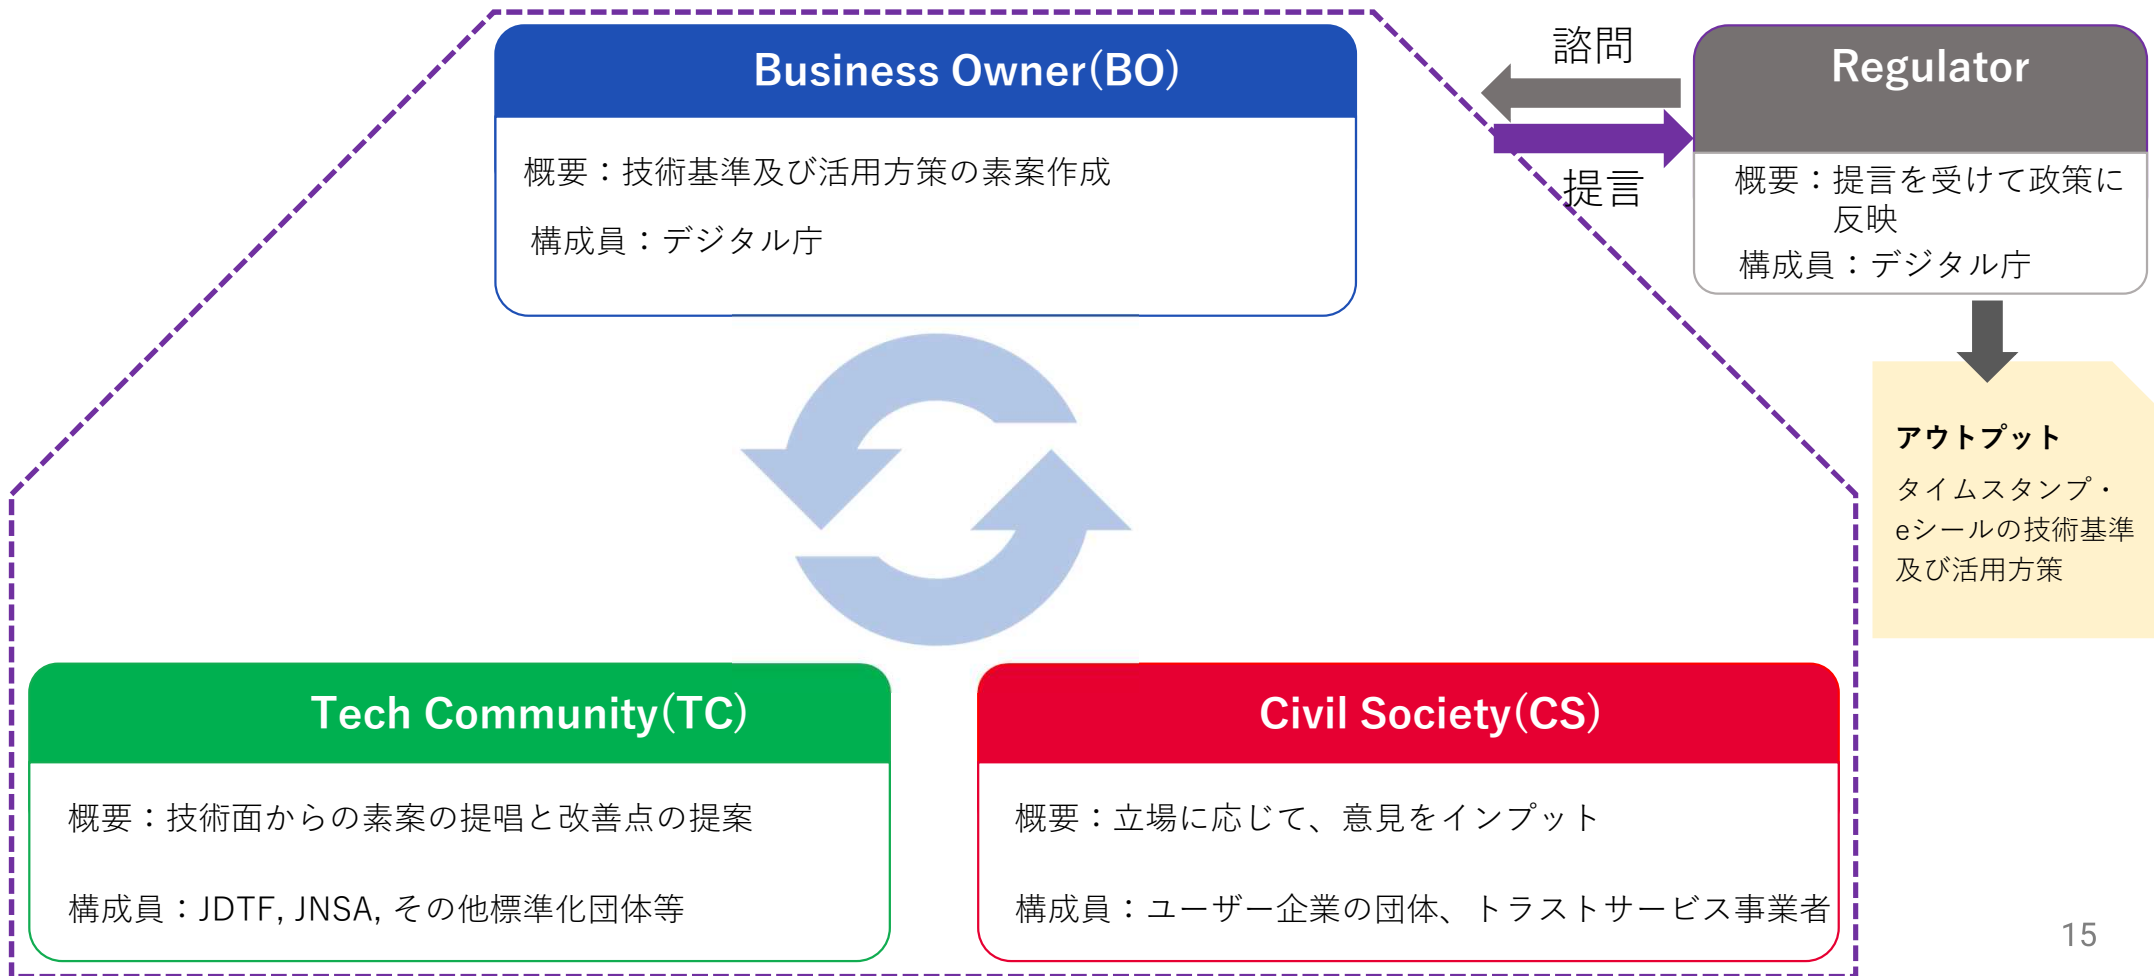 Business Owner(BO)
概要：技術基準及び活用方策の素案作成
構成員：デジタル庁
諮問
提言
Regulator
概要：提言を受けて政策に
反映
構成員：デジタル庁
アウトプット
タイムスタンプ・
eシールの技術基準
及び活用方策
Tech Community(TC)
概要：技術面からの素案の提唱と改善点の提案
構成員：JDTF, JNSA, その他標準化団体等
Civil Society(CS)
概要：立場に応じて、意見をインプット
構成員：ユーザー企業の団体、トラストサービス事業者
15